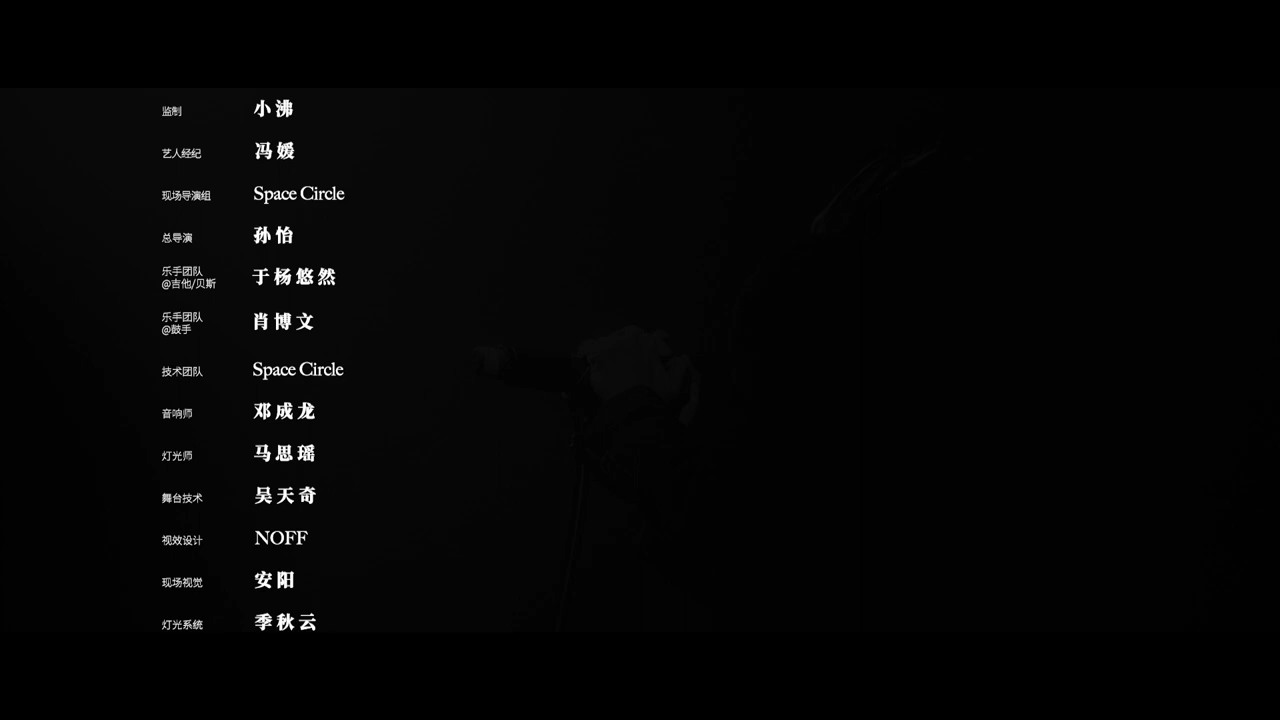 监制 小沸
艺人经纪 冯媛
现场导演组 Space Circle
总导演 孙怡
乐手团队
@吉他/贝斯 于杨悠然
乐手团队
@鼓手 肖博文
技术团队 Space Circle
音响师 邓成龙
灯光师 马思瑶
舞台技术 吴天奇
视效设计 NOFF
现场视觉 安阳
灯光系统 季秋云